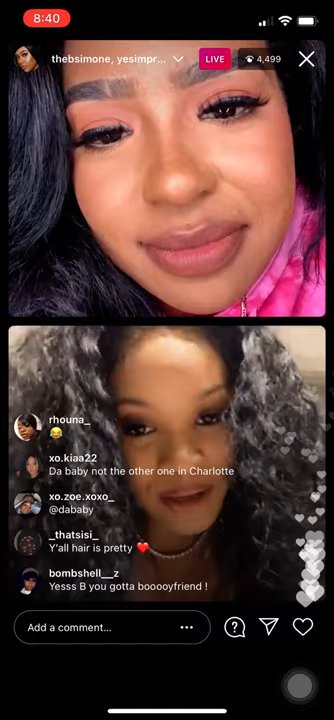 8:40
thebsimone, yesimpr...
LIVE
4,499
rhouna_
😂
xo.kiaa22
Da baby not the other one in Charlotte
xo.zoe.xoxo_
@dababy
_thatsisi_
Y'all hair is pretty ❤️
bombshell__z
Yesss B you gotta booooyfriend !
Add a comment...